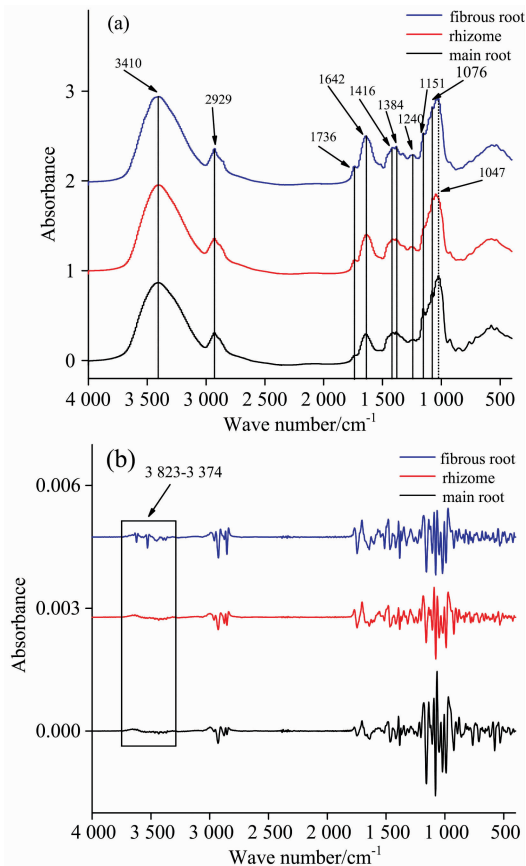 (a)
fibrous root
rhizome
main root
3410
2929
1736
1642
1416
1384
1240
1151
1076
1047
3
2
1
0
Absorbance
4 000 3 500 3 000 2 500 2 000 1 500 1 000 500
Wave number/cm-1
(b)
fibrous root
rhizome
main root
3 823-3 374
0.006
0.003
0.000
Absorbance
4 000 3 500 3 000 2 500 2 000 1 500 1 000 500
Wave number/cm-1